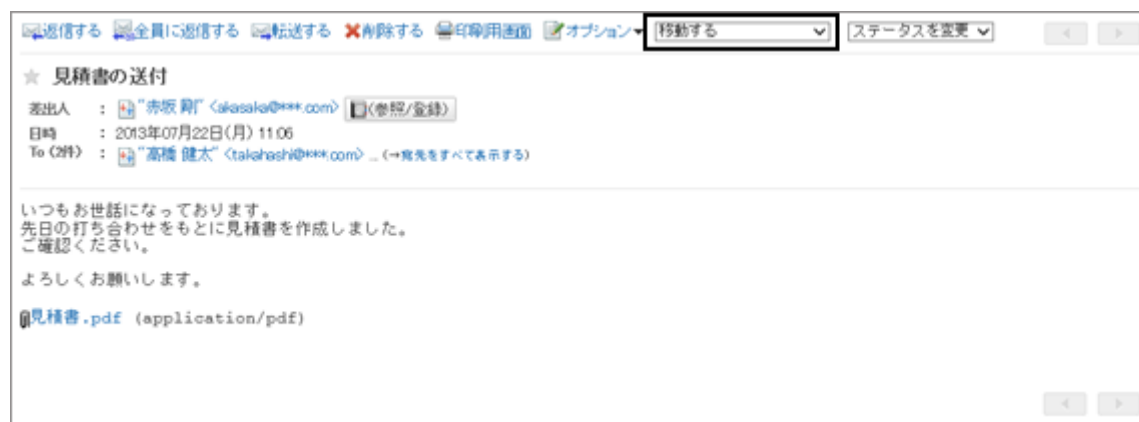 返信する 全員に返信する 転送する 削除する 印刷用画面 オプション▼ 移動する ステータスを変更
★ 見積書の送付
差出人 : "赤坂 剛" <akasaka@***.com> (参照/登録)
日時 : 2013年07月22日(月) 11:06
To (2件) : "高橋 健太" <takahashi@***.com> ... (→宛先をすべて表示する)
いつもお世話になっております。
先日の打ち合わせをもとに見積書を作成しました。
ご確認ください。
よろしくお願いします。
見積書.pdf (application/pdf)